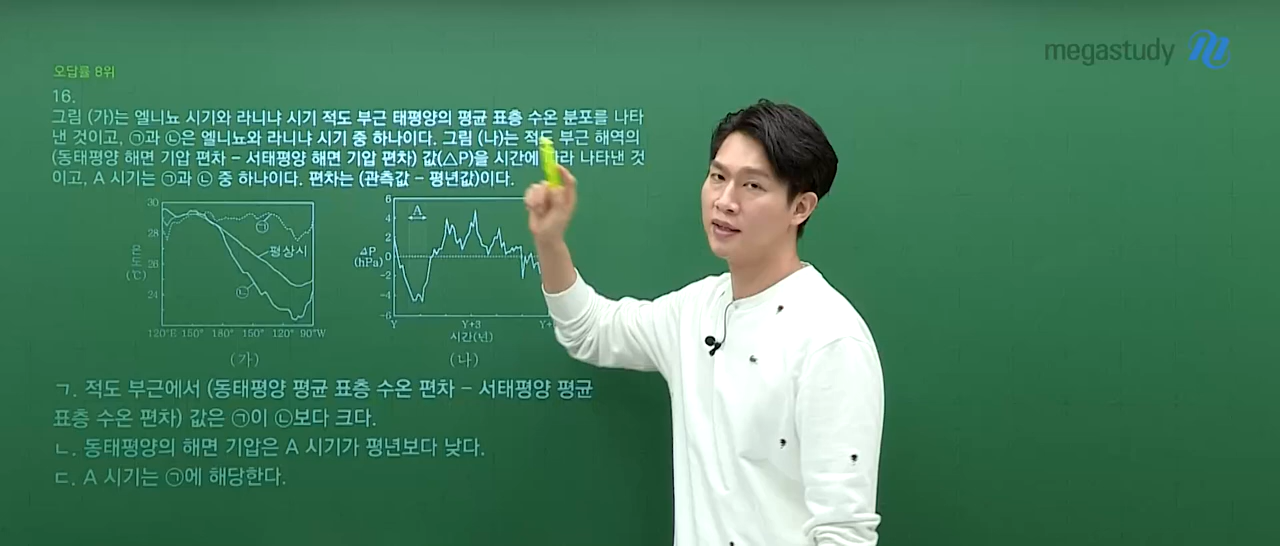 megastudy
오답률 8위
16.
그림 (가)는 엘니뇨 시기와 라니냐 시기 적도 부근 태평양의 평균 표층 수온 분포를 나타
낸 것이고, ㉠과 ㉡은 엘니뇨와 라니냐 시기 중 하나이다. 그림 (나)는 적도 부근 해역의
(동태평양 해면 기압 편차 - 서태평양 해면 기압 편차) 값(△P)을 시간에 따라 나타낸 것
이고, A 시기는 ㉠과 ㉡ 중 하나이다. 편차는 (관측값 - 평년값)이다.
30
28
26
24
온도
(℃)
㉠
평상시
㉡
120°E 150° 180° 150° 120° 90°W
(가)
6
4
2
0
-2
-4
-6
△P
(hPa)
A
Y Y+3
시간(년)
(나)
ㄱ. 적도 부근에서 (동태평양 평균 표층 수온 편차 - 서태평양 평균
표층 수온 편차) 값은 ㉠이 ㉡보다 크다.
ㄴ. 동태평양의 해면 기압은 A 시기가 평년보다 낮다.
ㄷ. A 시기는 ㉠에 해당한다.